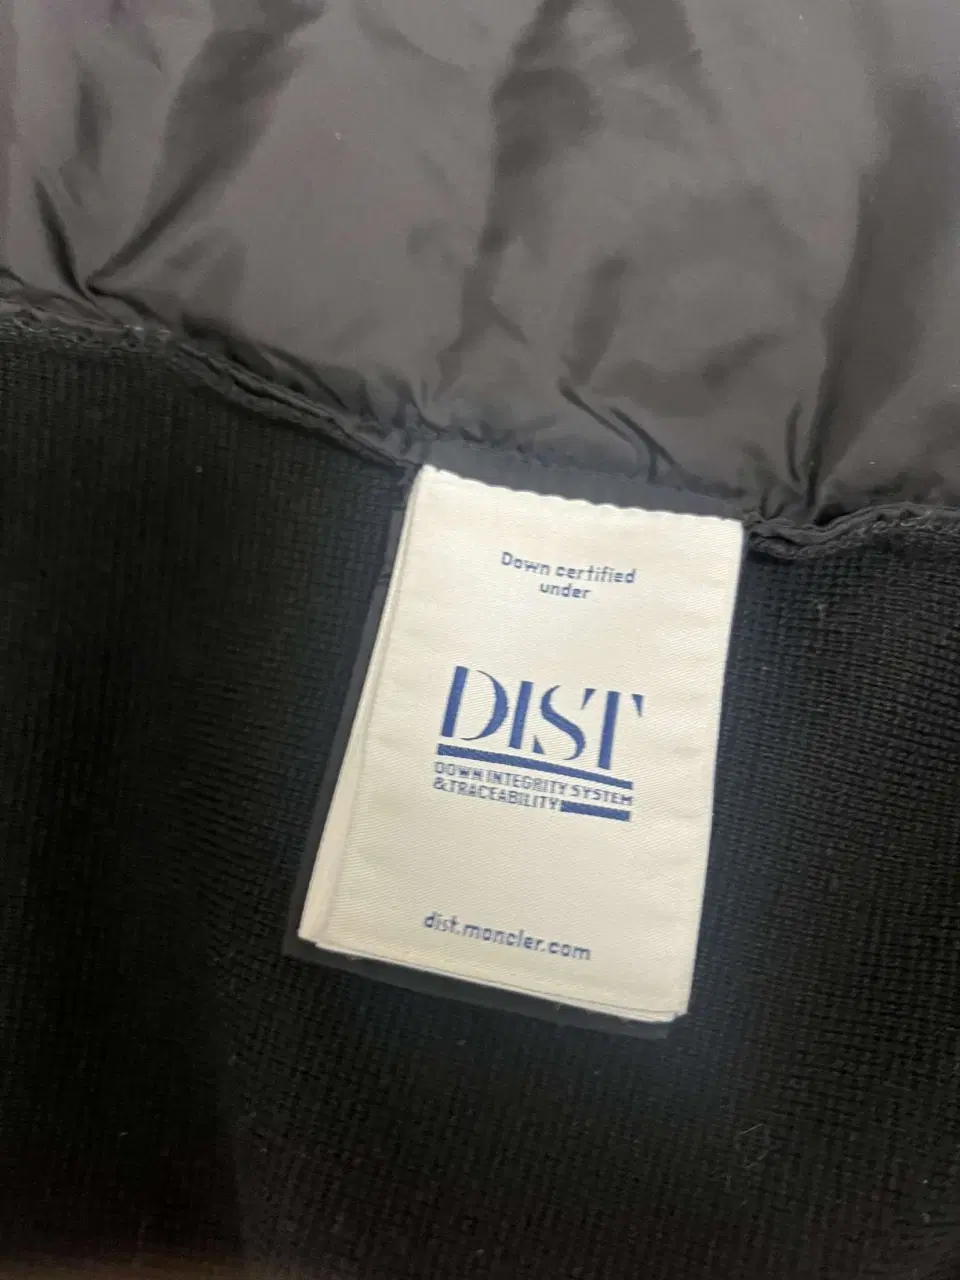 Down certified
under
DIST
DOWN INTEGRITY SYSTEM
&TRACEABILITY
dist.moncler.com